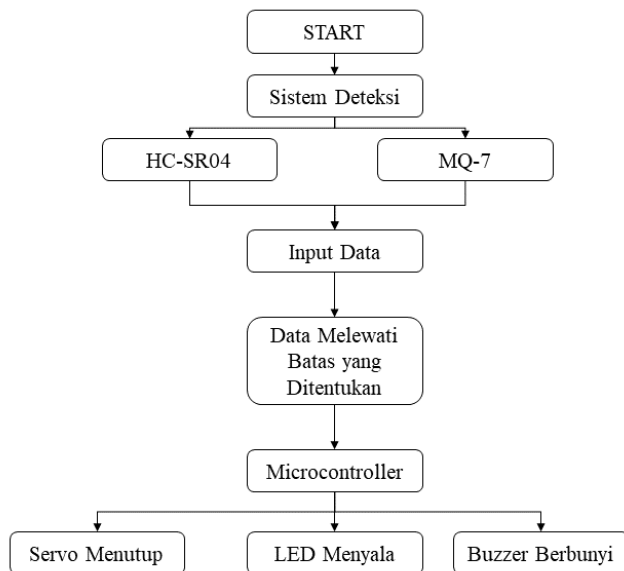 START
Sistem Deteksi
HC-SR04
MQ-7
Input Data
Data Melewati
Batas yang
Ditentukan
Microcontroller
Servo Menutup
LED Menyala
Buzzer Berbunyi